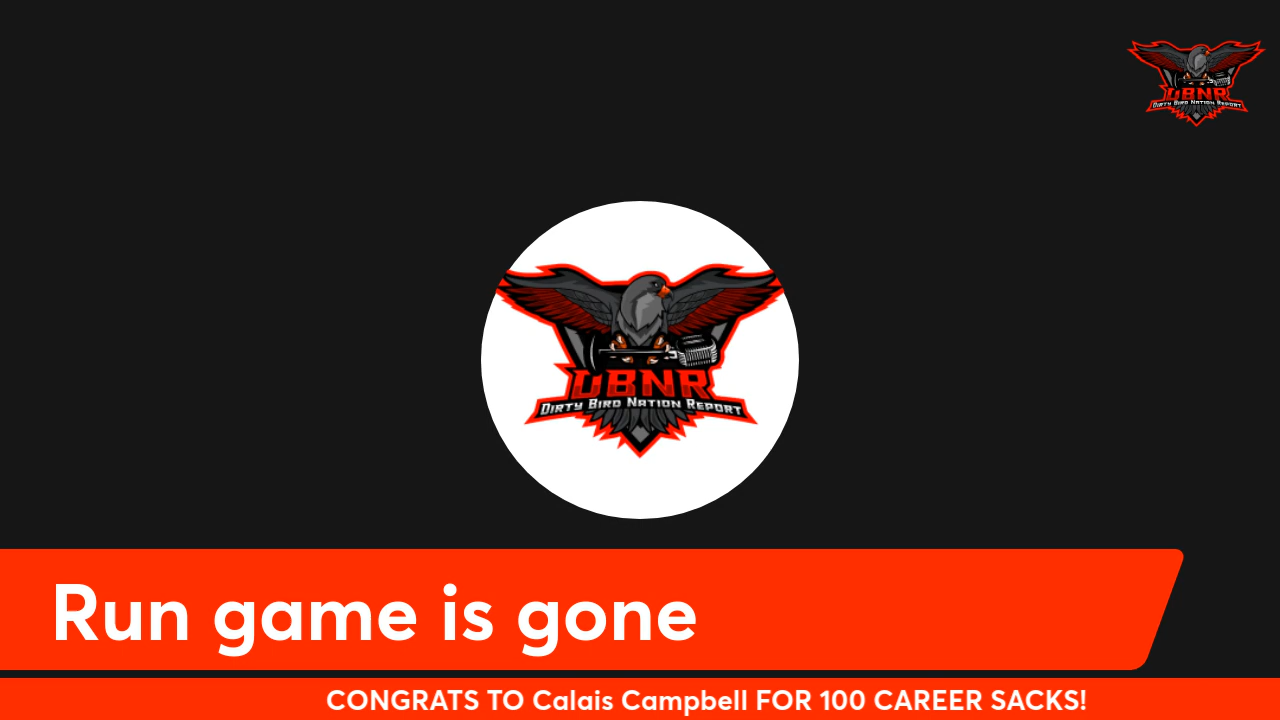 DBNR
DIRTY BIRD NATION REPORT
DBNR
DIRTY BIRD NATION REPORT
Run game is gone
CONGRATS TO Calais Campbell FOR 100 CAREER SACKS!